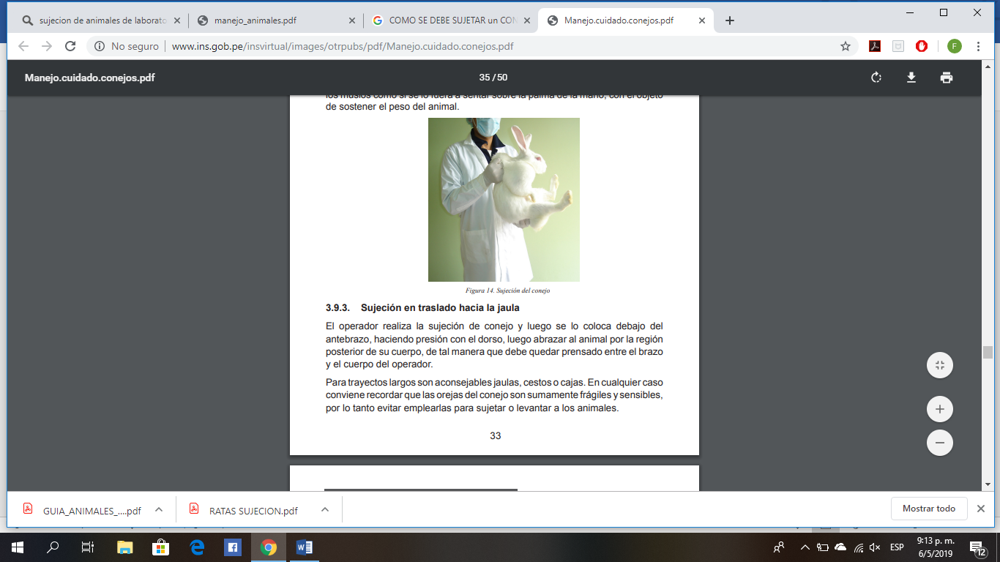 sujecion de animales de laborato
manejo_animales.pdf
COMO SE DEBE SUJETAR un CON
Manejo.cuidado.conejos.pdf
No seguro
www.ins.gob.pe/insvirtual/images/otrpubs/pdf/Manejo.cuidado.conejos.pdf
F
Manejo.cuidado.conejos.pdf
35 / 50
los muslos como si se lo fuera a sentar sobre la palma de la mano, con el objeto
de sostener el peso del animal.
Figura 14. Sujeción del conejo
3.9.3. Sujeción en traslado hacia la jaula
El operador realiza la sujeción de conejo y luego se lo coloca debajo del
antebrazo, haciendo presión con el dorso, luego abrazar al animal por la región
posterior de su cuerpo, de tal manera que debe quedar prensado entre el brazo
y el cuerpo del operador.
Para trayectos largos son aconsejables jaulas, cestos o cajas. En cualquier caso
conviene recordar que las orejas del conejo son sumamente frágiles y sensibles,
por lo tanto evitar emplearlas para sujetar o levantar a los animales.
33
GUIA_ANIMALES_....pdf
RATAS SUJECION.pdf
Mostrar todo
ESP
9:13 p. m.
6/5/2019
12